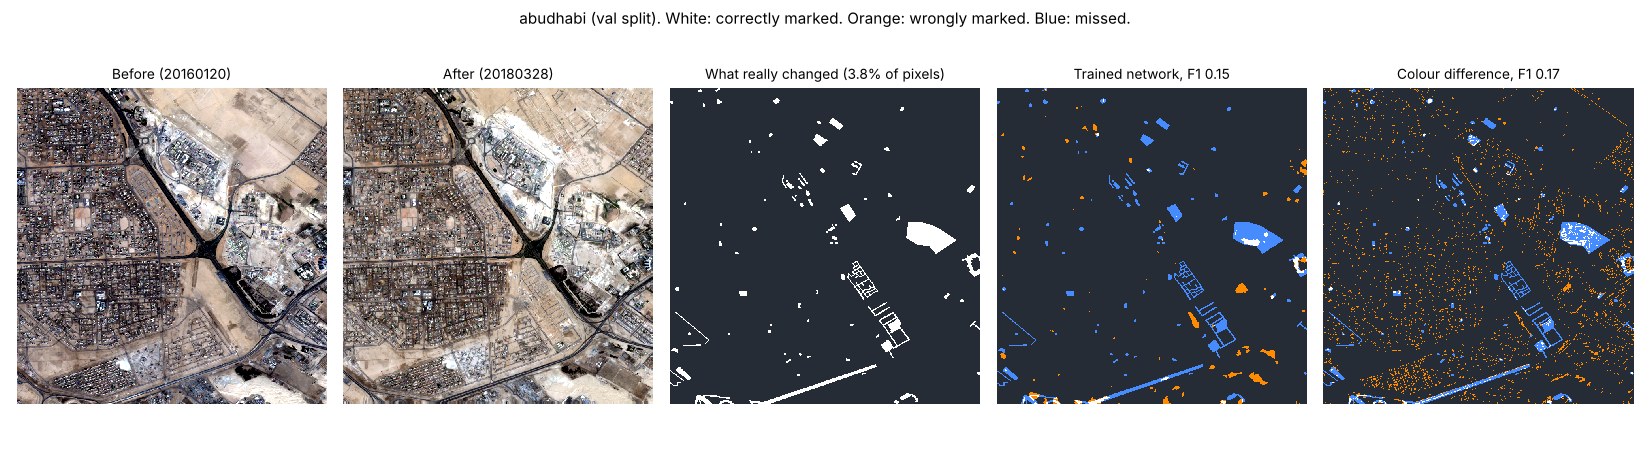 abudhabi (val split). White: correctly marked. Orange: wrongly marked. Blue: missed.
Before (20160120)
After (20180328)
What really changed (3.8% of pixels)
Trained network, F1 0.15
Colour difference, F1 0.17